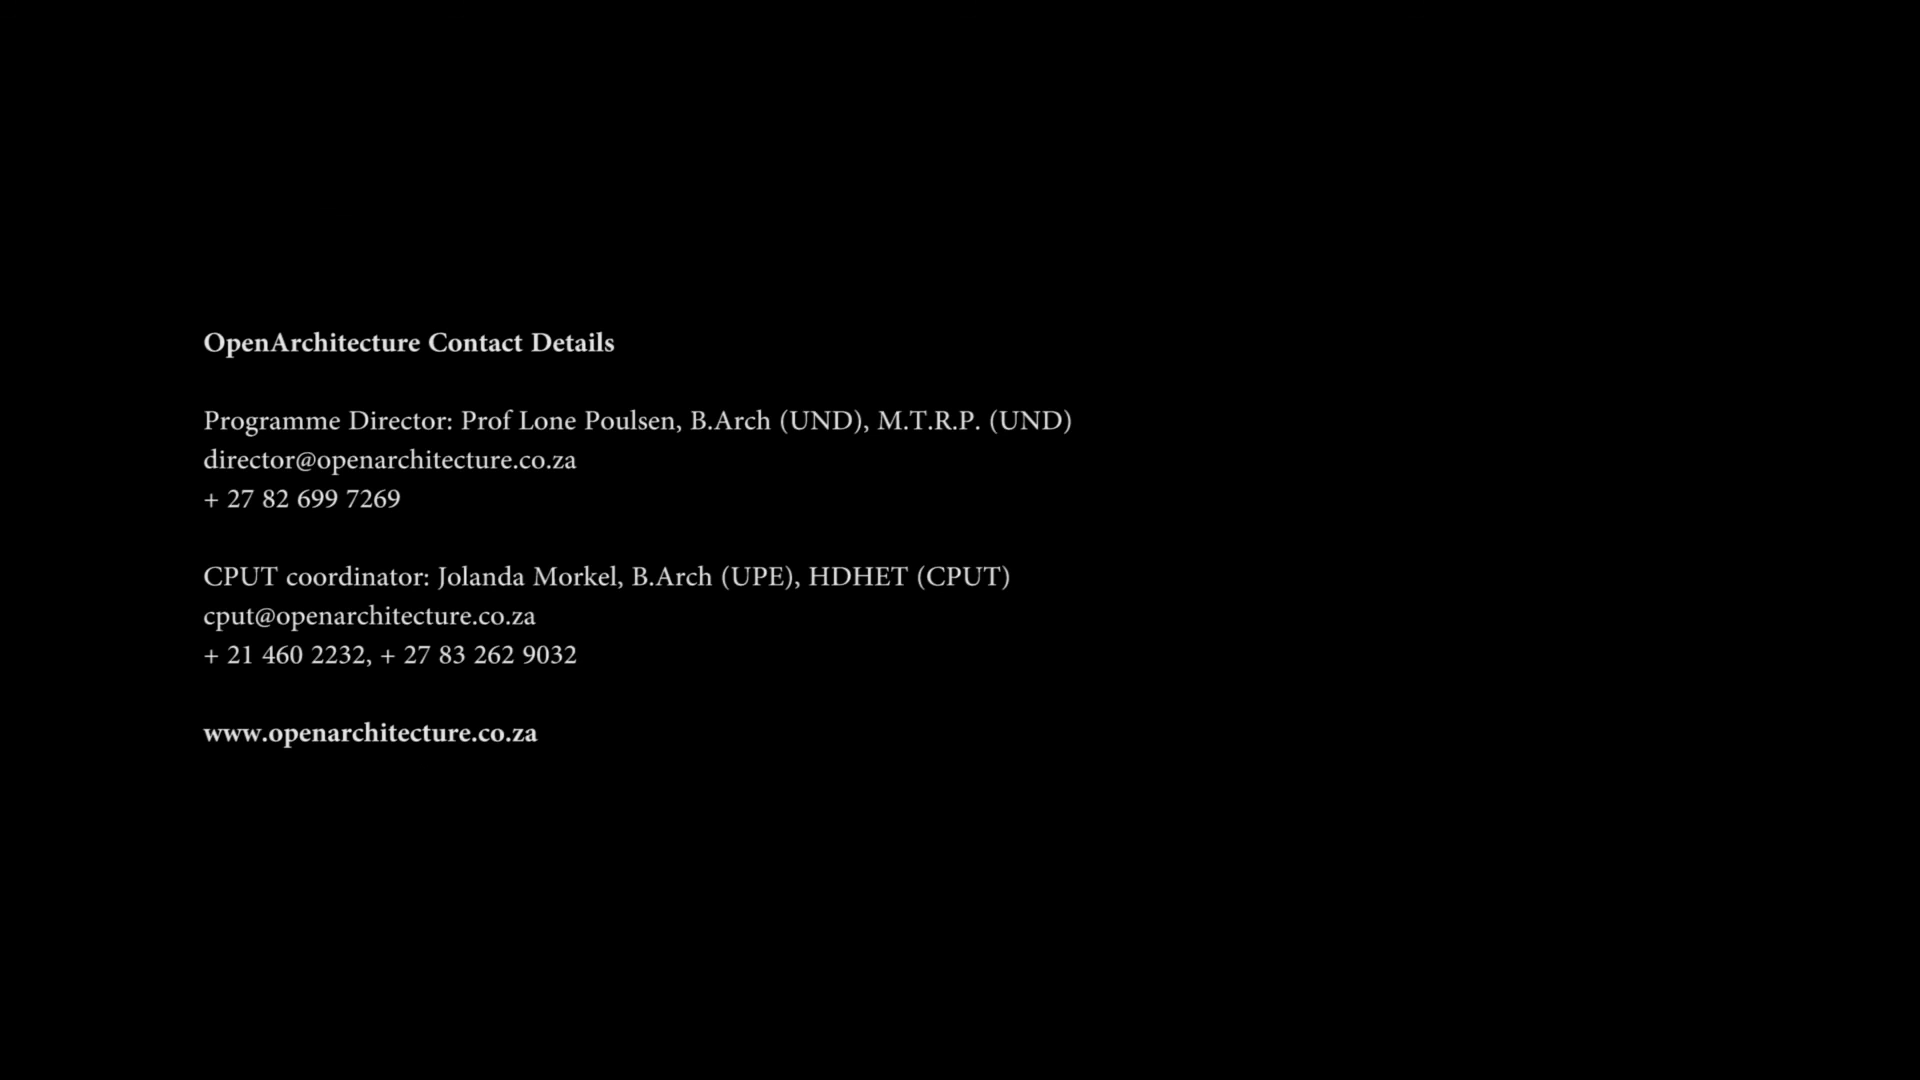 OpenArchitecture Contact Details
Programme Director: Prof Lone Poulsen, B.Arch (UND), M.T.R.P. (UND)
director@openarchitecture.co.za
+ 27 82 699 7269
CPUT coordinator: Jolanda Morkel, B.Arch (UPE), HDHET (CPUT)
cput@openarchitecture.co.za
+ 21 460 2232, + 27 83 262 9032
www.openarchitecture.co.za